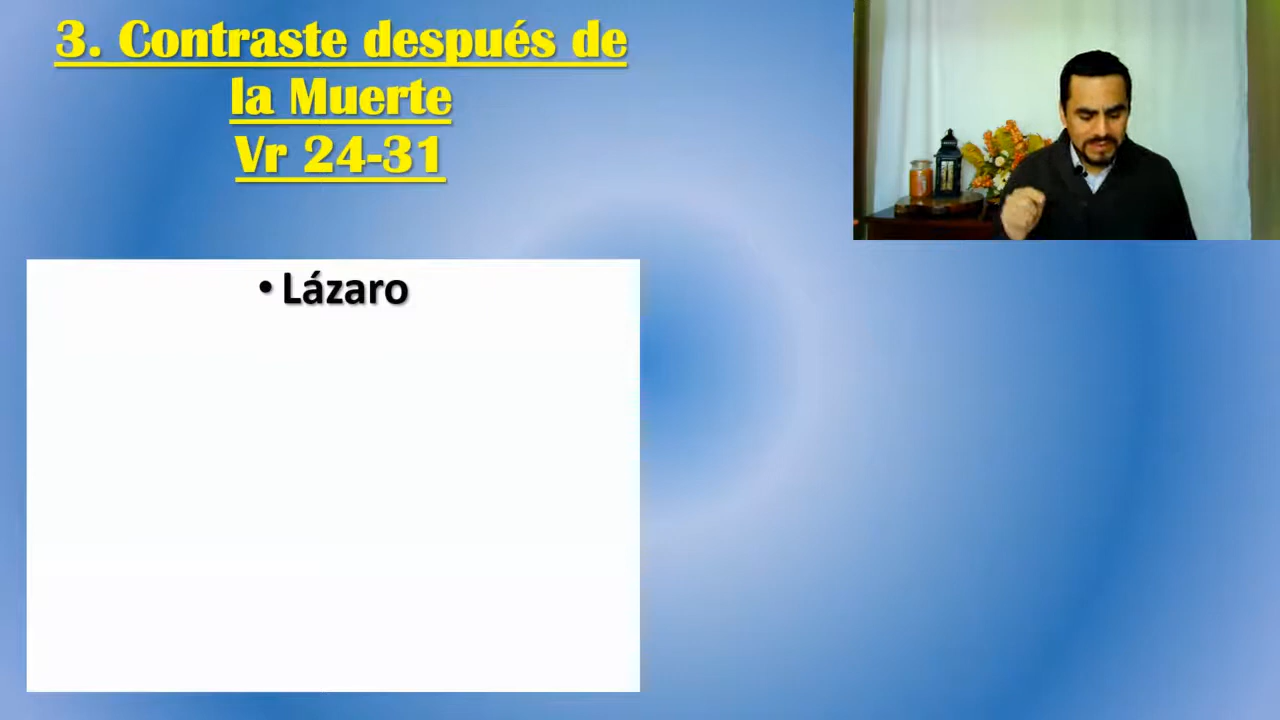 3. Contraste después de
la Muerte
Vr 24-31
• Lázaro